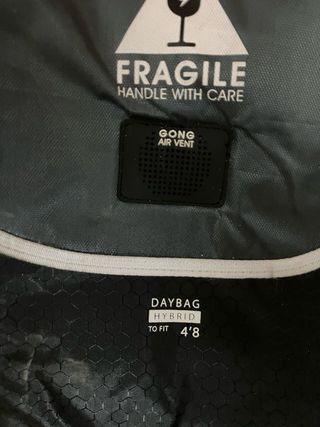 FRAGILE
HANDLE WITH CARE
GONG
AIR VENT
DAYBAG
HYBRID
TO FIT 4'8